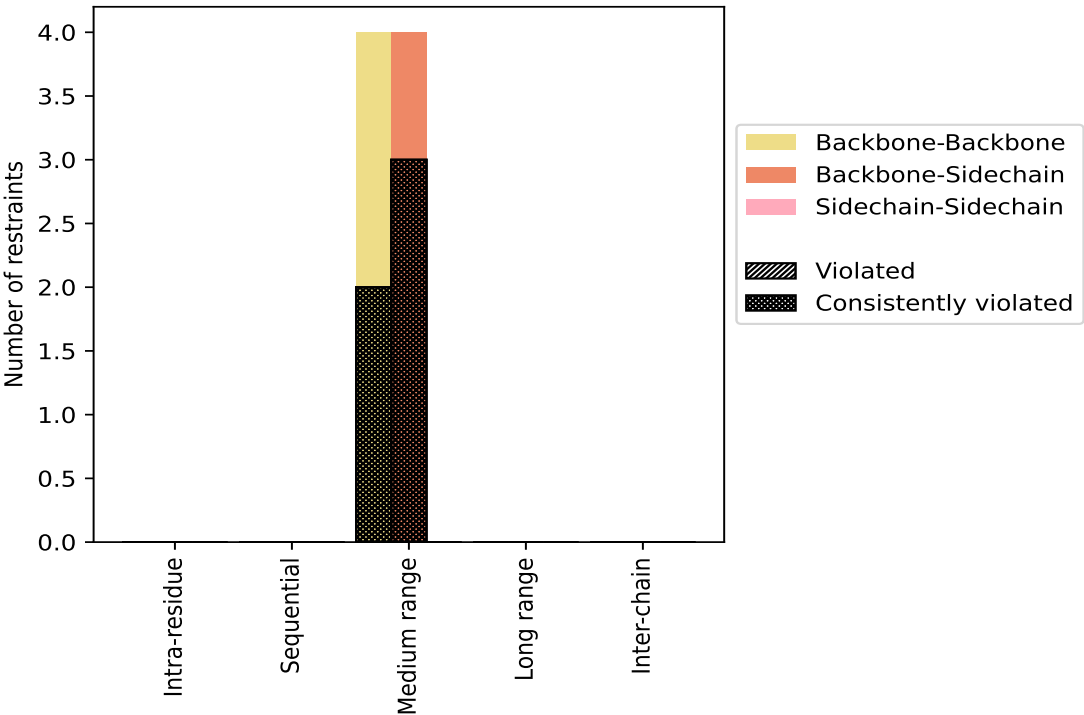 4.0
3.5
3.0
2.5
2.0
1.5
1.0
0.5
0.0
Number of restraints
Intra-residue
Sequential
Medium range
Long range
Inter-chain
Backbone-Backbone
Backbone-Sidechain
Sidechain-Sidechain
Violated
Consistently violated